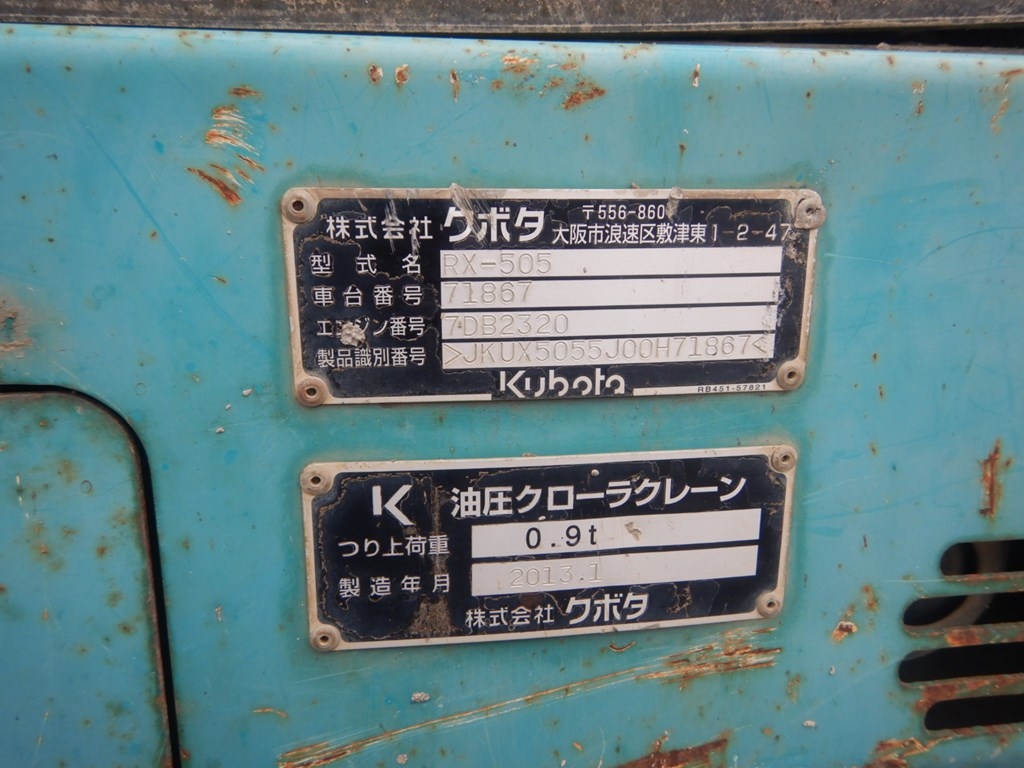 株式会社 クボタ 〒556-860
大阪市浪速区敷津東1-2-47
型式名 RX-505
車台番号 71867
エンジン番号 7DB2320
製品識別番号 >JKUX5055J00H71867<
Kubota RB451-57821
K 油圧クローラクレーン
つり上荷重 0.9t
製造年月 2013.1
株式会社 クボタ